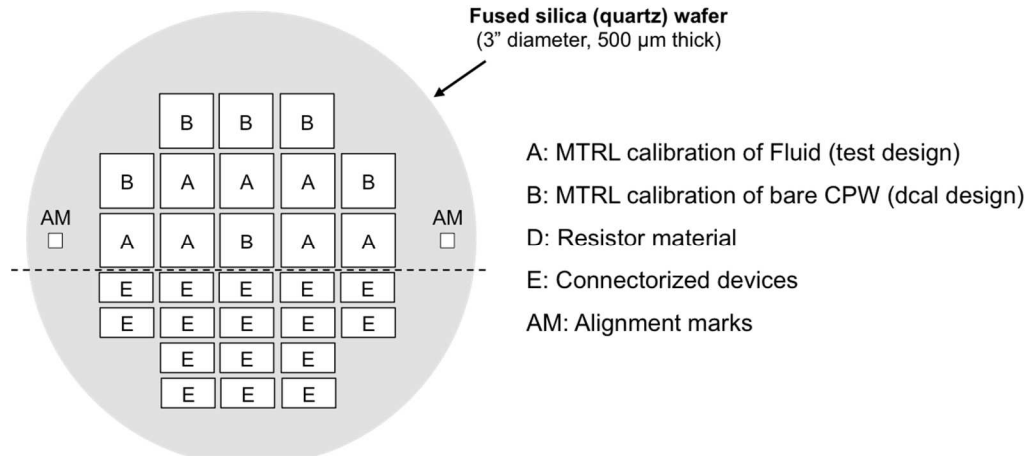 Fused silica (quartz) wafer
(3” diameter, 500 μm thick)
B B B
B A A A B
AM AM
A A B A A
E E E E E
E E E E E
E E E
E E E
A: MTRL calibration of Fluid (test design)
B: MTRL calibration of bare CPW (dcal design)
D: Resistor material
E: Connectorized devices
AM: Alignment marks